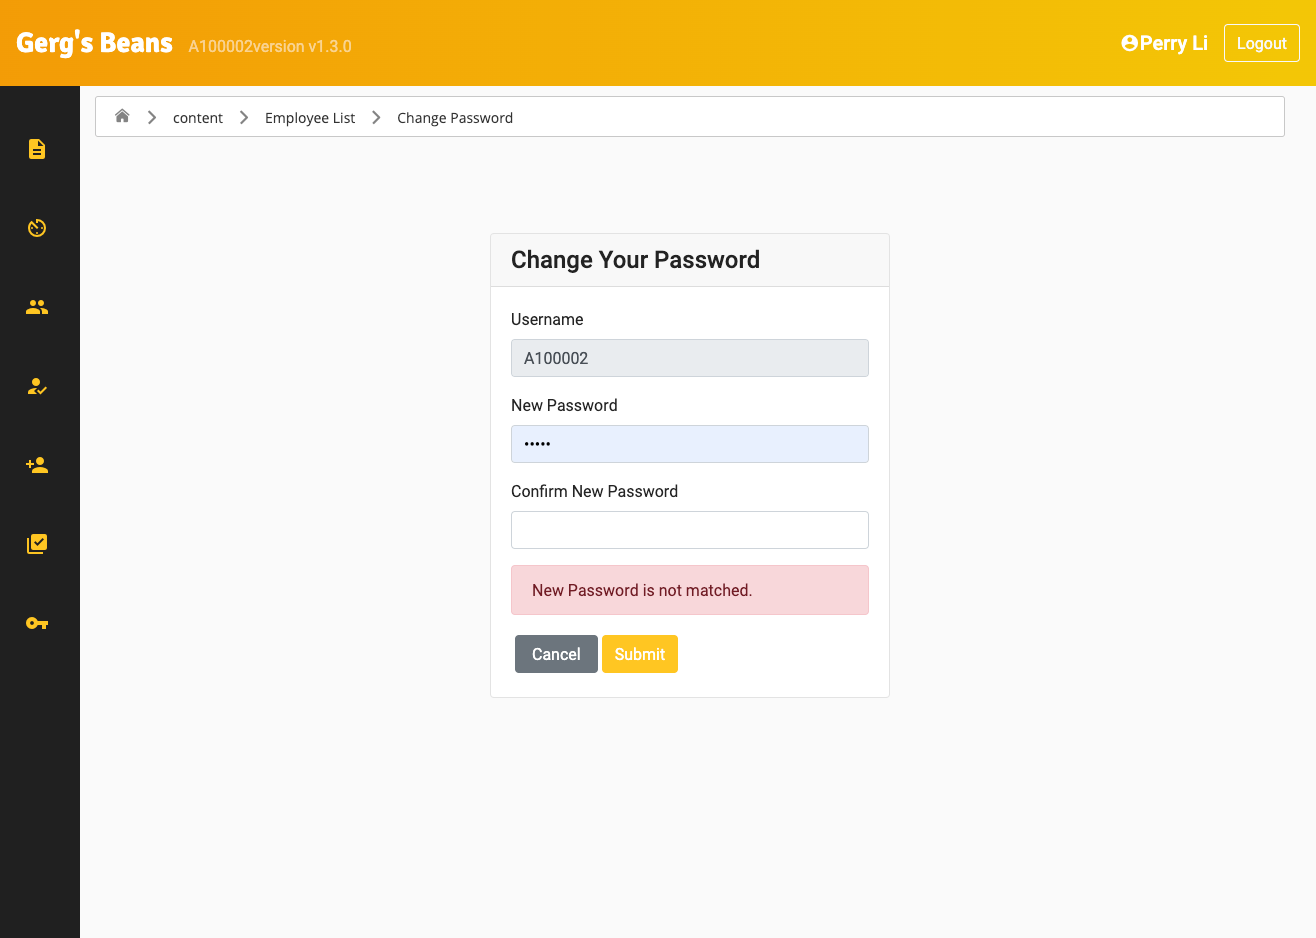 Gerg's Beans A100002version v1.3.0 Perry Li Logout
content Employee List Change Password
Change Your Password
Username
A100002
New Password
•••••
Confirm New Password
New Password is not matched.
Cancel Submit